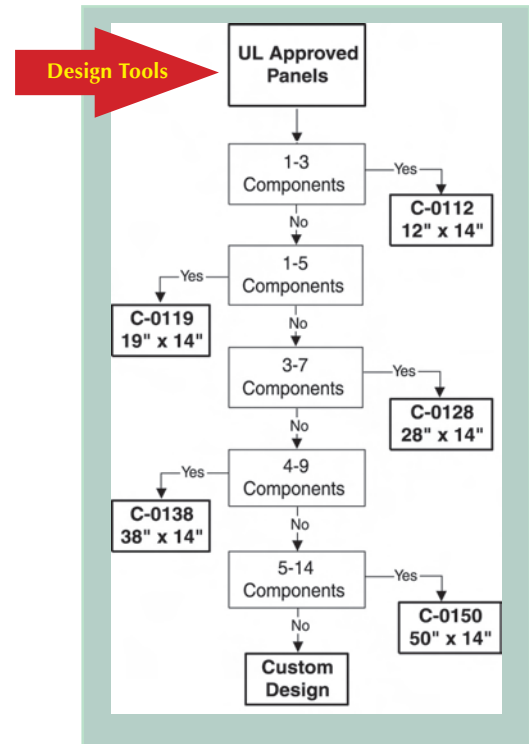 Design Tools
UL Approved
Panels
1-3
Components
Yes
C-0112
12" x 14"
No
1-5
Components
Yes
C-0119
19" x 14"
No
3-7
Components
Yes
C-0128
28" x 14"
No
4-9
Components
Yes
C-0138
38" x 14"
No
5-14
Components
Yes
C-0150
50" x 14"
No
Custom
Design